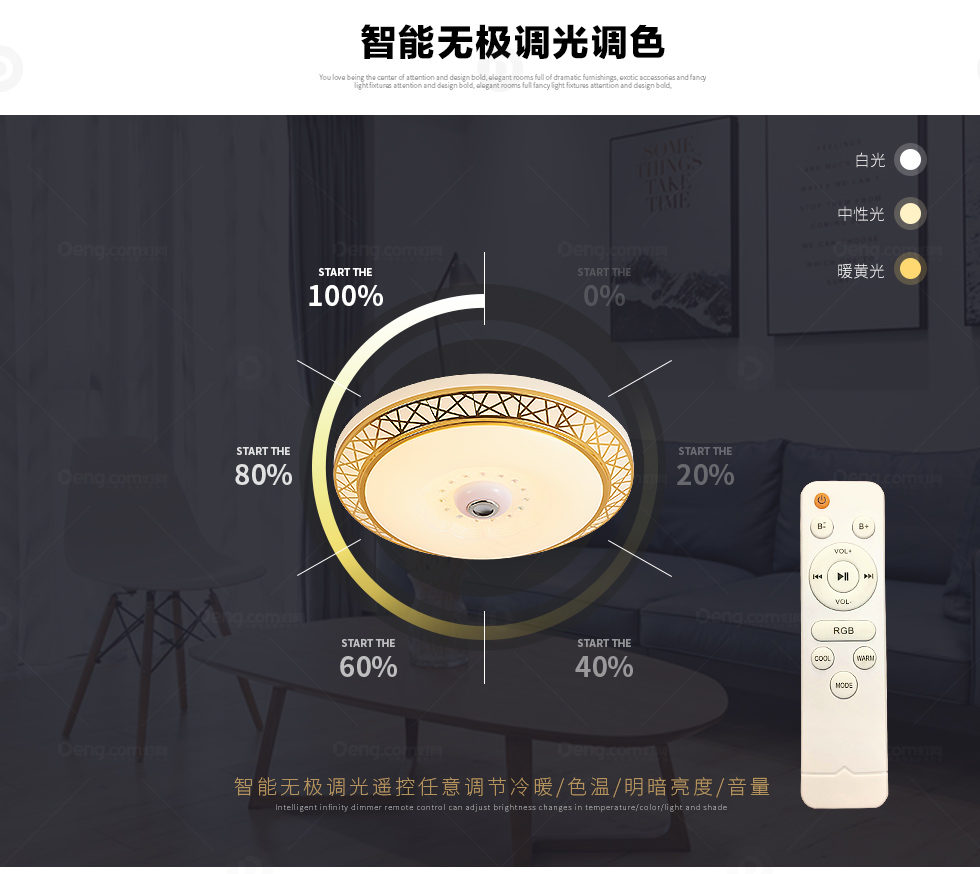 智能无极调光调色
You love being the center of attention and design bold, elegant rooms full of dramatic furnishings, exotic accessories and fancy
light fixtures attention and design bold, elegant rooms full fancy light fixtures attention and design bold,
SOME
THINGS
TAKE
TIME
白光
中性光
暖黄光
START THE
100%
START THE
0%
START THE
80%
START THE
20%
START THE
60%
START THE
40%
B-
B+
VOL+
VOL-
RGB
COOL
WARM
MODE
智能无极调光遥控任意调节冷暖/色温/明暗亮度/音量
Intelligent infinity dimmer remote control can adjust brightness changes in temperature/color/light and shade